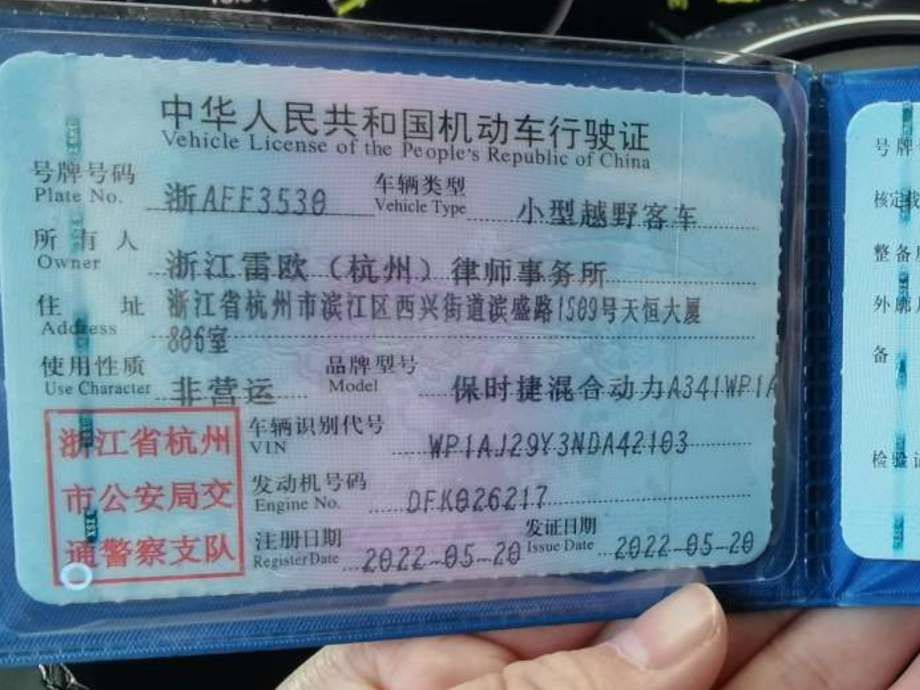 中华人民共和国机动车行驶证
Vehicle License of the People's Republic of China
号牌号码 浙AFF3530 车辆类型 小型越野客车
Plate No. Vehicle Type
所有人 浙江雷欧（杭州）律师事务所
Owner
住址 浙江省杭州市滨江区西兴街道滨盛路1509号天恒大厦
Address 806室
使用性质 非营运 品牌型号 保时捷混合动力A341WP1A
Use Character Model
浙江省杭州
市公安局交
通警察支队
车辆识别代号 WP1AJ29Y3NDA42103
VIN
发动机号码 DFK026217
Engine No.
注册日期 2022-05-20 发证日期 2022-05-20
Register Date Issue Date
号牌
核定
整备
外廓
备
检验